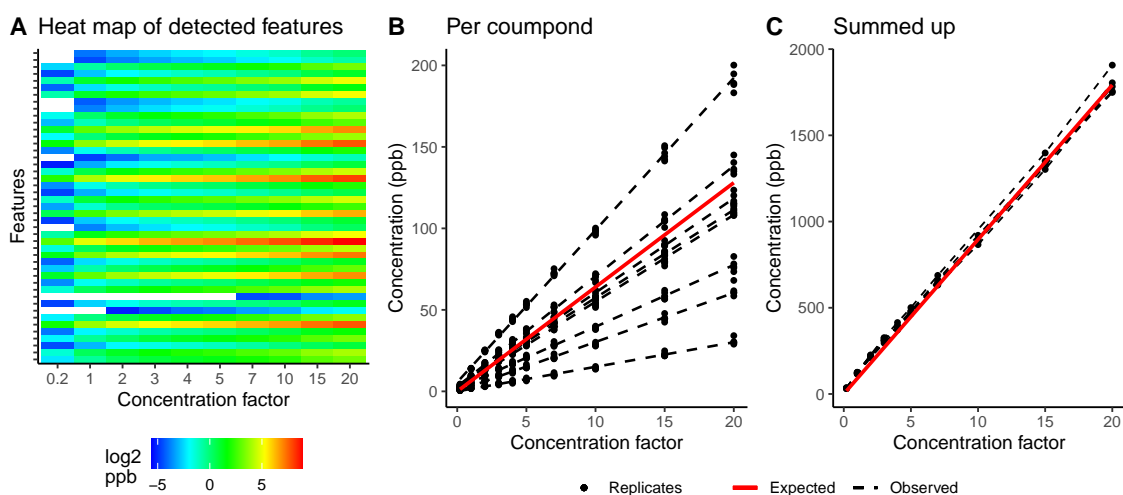 A Heat map of detected features
Features
0.2 1 2 3 4 5 7 10 15 20
Concentration factor
log2
ppb
−5 0 5
B Per coumpond
Concentration (ppb)
200
150
100
50
0
0 5 10 15 20
Concentration factor
C Summed up
Concentration (ppb)
2000
1500
1000
500
0
0 5 10 15 20
Concentration factor
Replicates Expected Observed